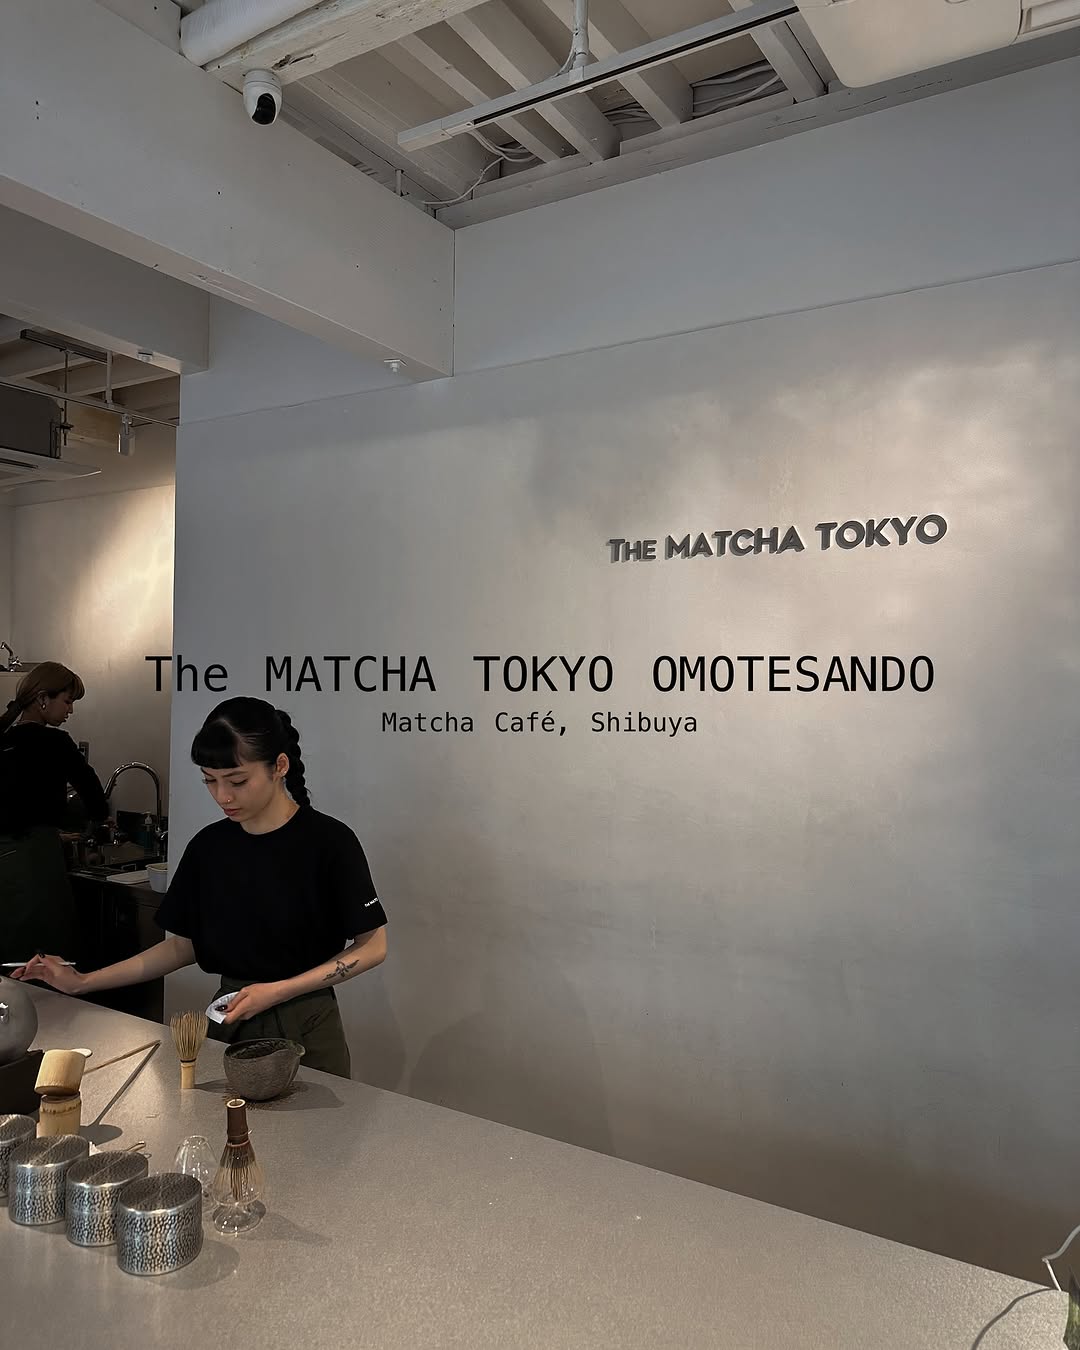 THE MATCHA TOKYO
The MATCHA TOKYO OMOTESANDO
Matcha Café, Shibuya